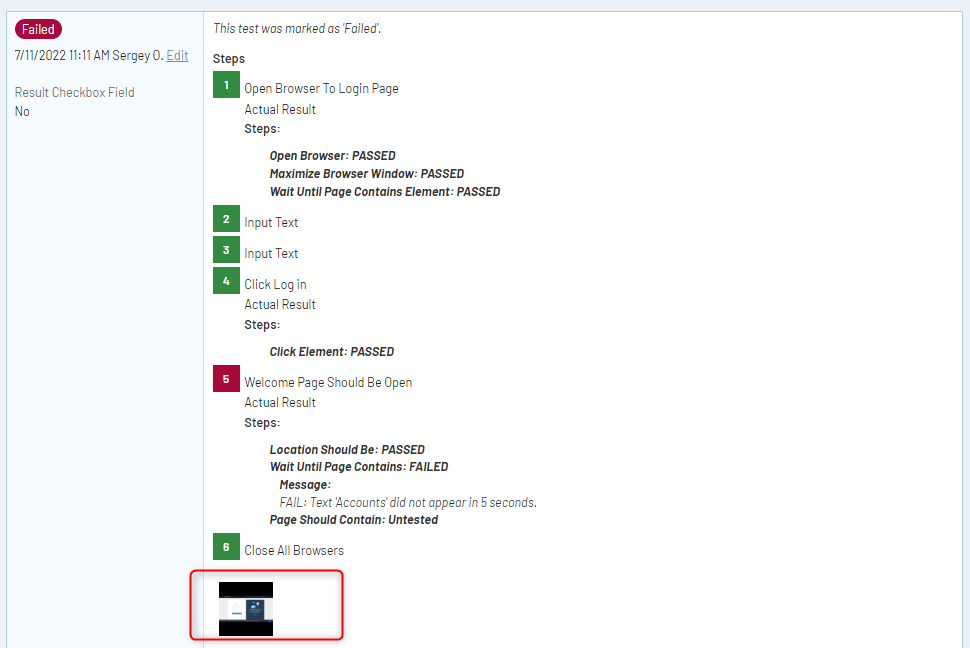 Failed
7/11/2022 11:11 AM Sergey O. Edit
Result Checkbox Field
No
This test was marked as 'Failed'.
Steps
1 Open Browser To Login Page
Actual Result
Steps:
Open Browser: PASSED
Maximize Browser Window: PASSED
Wait Until Page Contains Element: PASSED
2 Input Text
3 Input Text
4 Click Log in
Actual Result
Steps:
Click Element: PASSED
5 Welcome Page Should Be Open
Actual Result
Steps:
Location Should Be: PASSED
Wait Until Page Contains: FAILED
Message:
FAIL: Text 'Accounts' did not appear in 5 seconds.
Page Should Contain: Untested
6 Close All Browsers